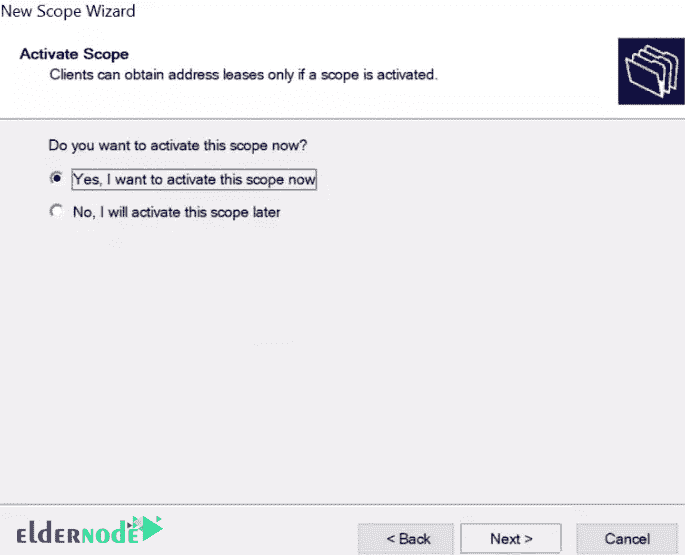 New Scope Wizard
Activate Scope
Clients can obtain address leases only if a scope is activated.
Do you want to activate this scope now?
Yes, I want to activate this scope now
No, I will activate this scope later
eldernode
< Back
Next >
Cancel